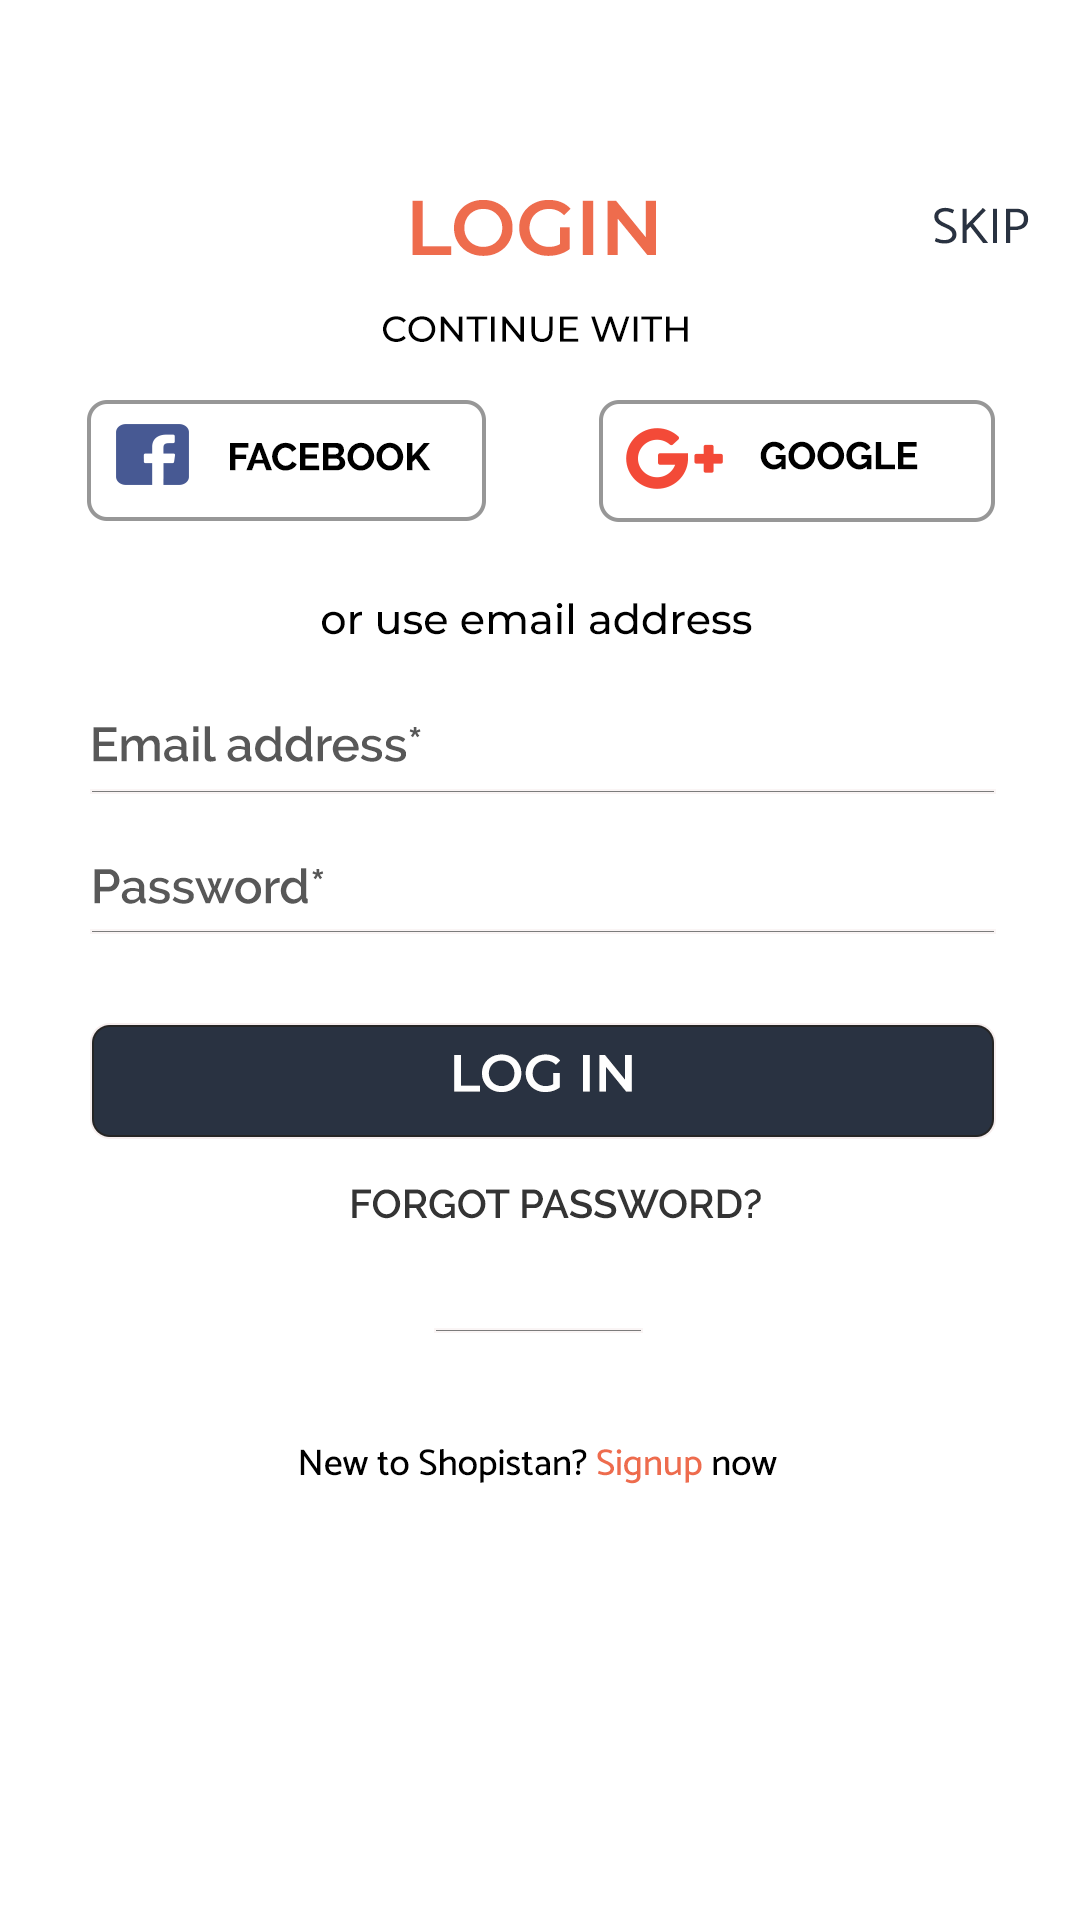 LOGIN
SKIP
CONTINUE WITH
FACEBOOK
GOOGLE
or use email address
Email address*
Password*
LOG IN
FORGOT PASSWORD?
New to Shopistan? Signup now